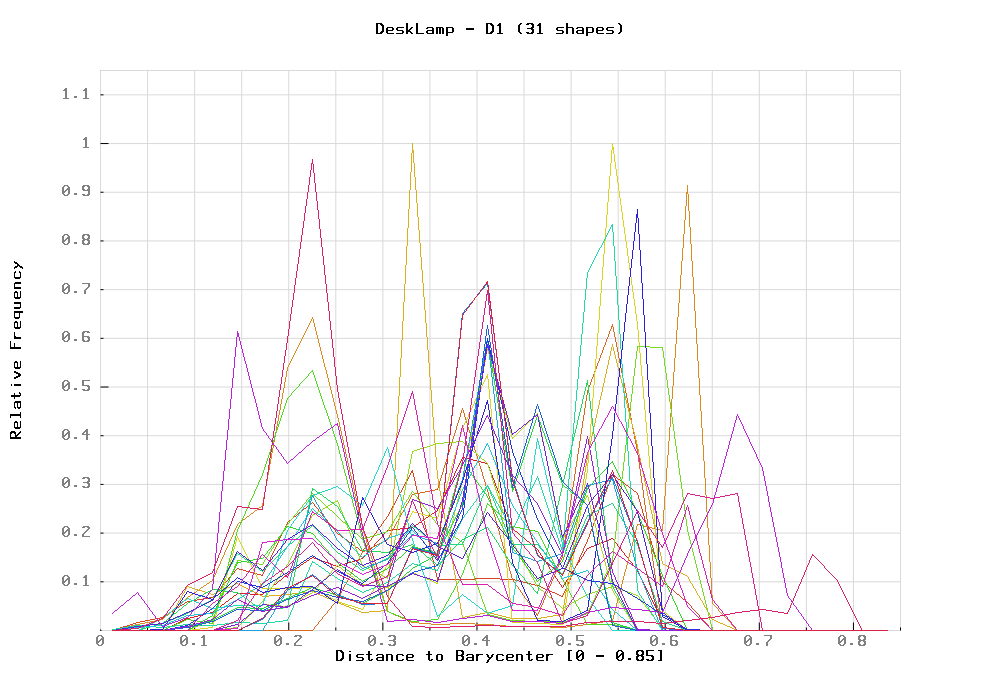 DeskLamp - D1 (31 shapes)
1.1
1
0.9
0.8
0.7
0.6
0.5
0.4
0.3
0.2
0.1
Relative Frequency
0 0.1 0.2 0.3 0.4 0.5 0.6 0.7 0.8
Distance to Barycenter [0 - 0.85]